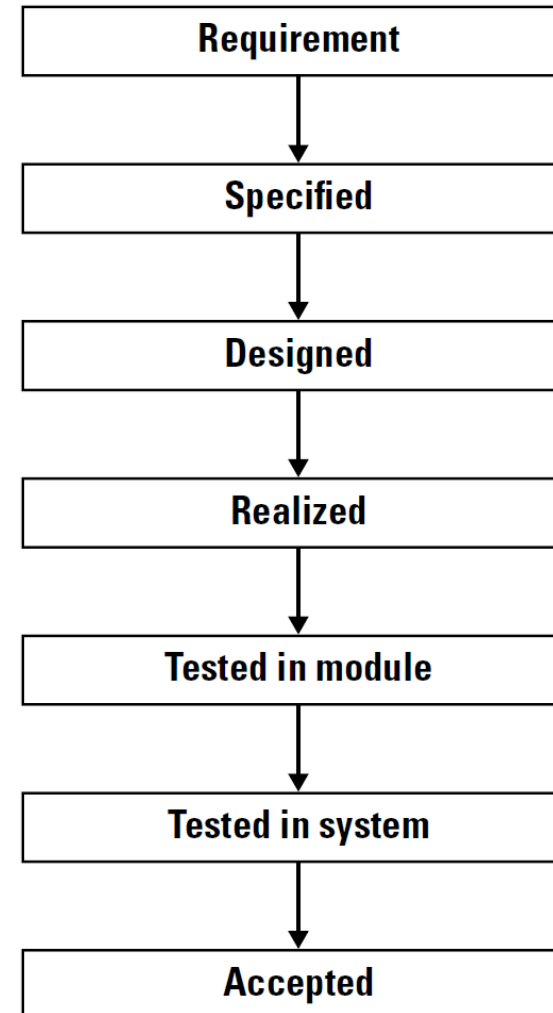 Requirement
Specified
Designed
Realized
Tested in module
Tested in system
Accepted